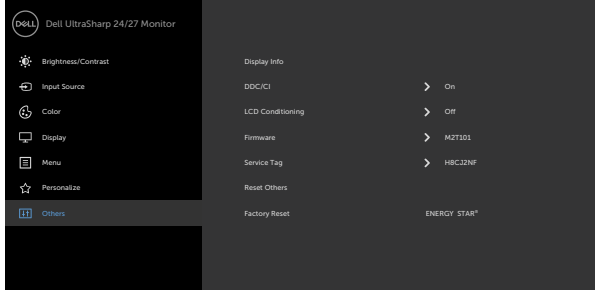 DELL Dell UltraSharp 24/27 Monitor
Brightness/Contrast Display Info
Input Source DDC/CI On
Color LCD Conditioning Off
Display Firmware M2T101
Menu Service Tag H8CJ2NF
Personalize Reset Others
Others Factory Reset ENERGY STAR®